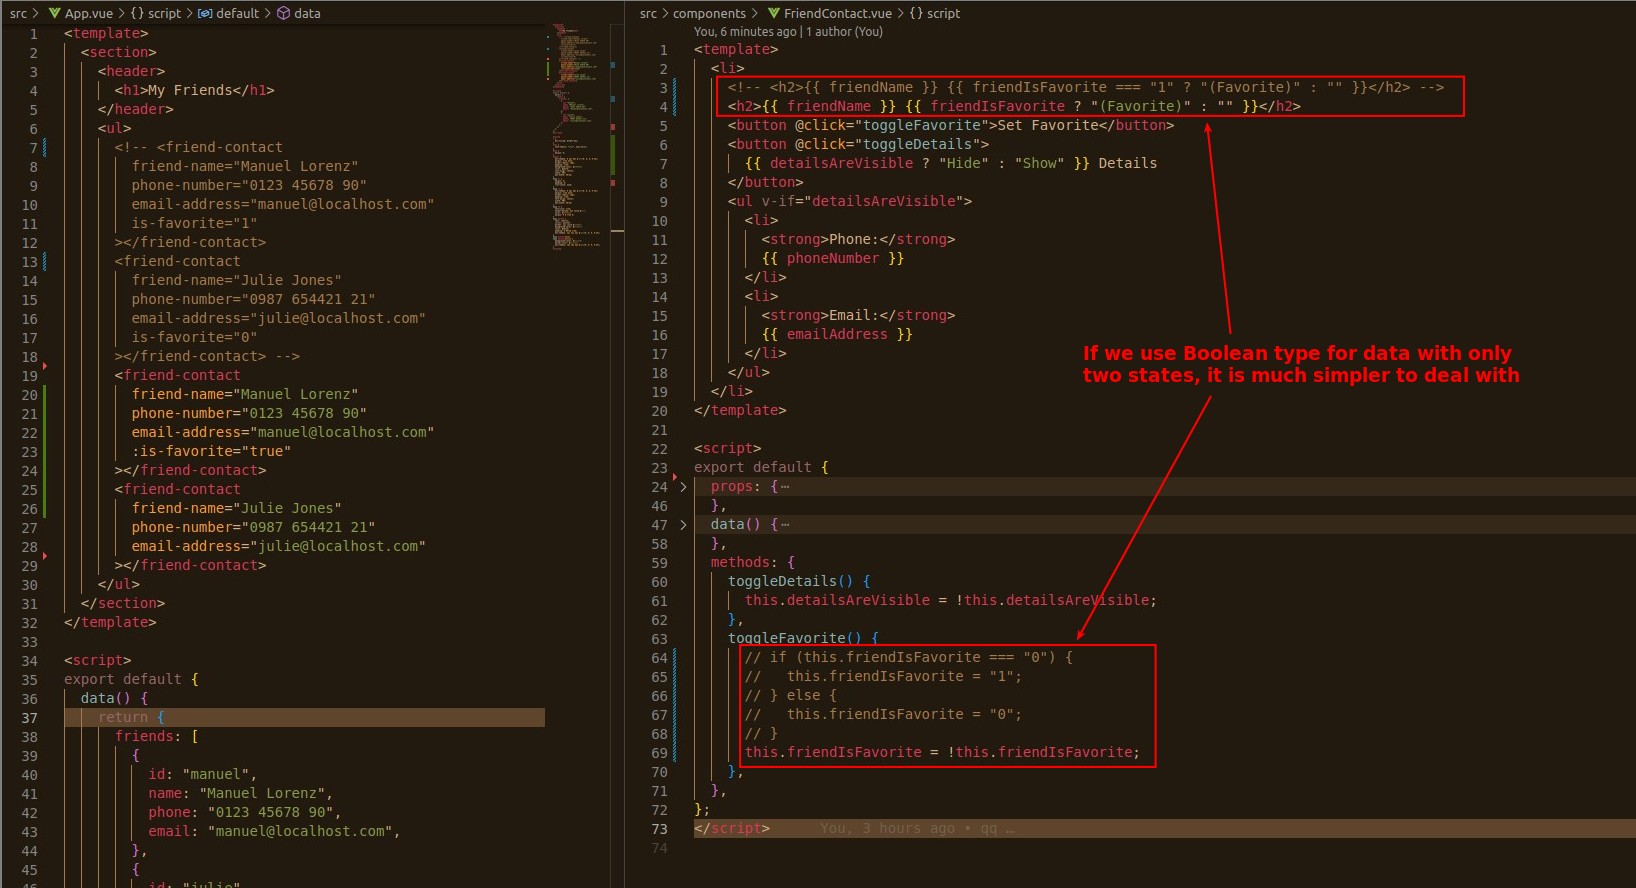 src > App.vue > {} script > default > data
1 <template>
2 <section>
3 <header>
4 <h1>My Friends</h1>
5 </header>
6 <ul>
7 <!-- <friend-contact
8 friend-name="Manuel Lorenz"
9 phone-number="0123 45678 90"
10 email-address="manuel@localhost.com"
11 is-favorite="1"
12 ></friend-contact>
13 <friend-contact
14 friend-name="Julie Jones"
15 phone-number="0987 654421 21"
16 email-address="julie@localhost.com"
17 is-favorite="0"
18 ></friend-contact> -->
19 <friend-contact
20 friend-name="Manuel Lorenz"
21 phone-number="0123 45678 90"
22 email-address="manuel@localhost.com"
23 :is-favorite="true"
24 ></friend-contact>
25 <friend-contact
26 friend-name="Julie Jones"
27 phone-number="0987 654421 21"
28 email-address="julie@localhost.com"
29 ></friend-contact>
30 </ul>
31 </section>
32 </template>
33
34 <script>
35 export default {
36 data() {
37 return {
38 friends: [
39 {
40 id: "manuel",
41 name: "Manuel Lorenz",
42 phone: "0123 45678 90",
43 email: "manuel@localhost.com",
44 },
45 {
46 id: "julie"
src > components > FriendContact.vue > {} script
You, 6 minutes ago | 1 author (You)
1 <template>
2 <li>
3 <!-- <h2>{{ friendName }} {{ friendIsFavorite === "1" ? "(Favorite)" : "" }}</h2> -->
4 <h2>{{ friendName }} {{ friendIsFavorite ? "(Favorite)" : "" }}</h2>
5 <button @click="toggleFavorite">Set Favorite</button>
6 <button @click="toggleDetails">
7 {{ detailsAreVisible ? "Hide" : "Show" }} Details
8 </button>
9 <ul v-if="detailsAreVisible">
10 <li>
11 <strong>Phone:</strong>
12 {{ phoneNumber }}
13 </li>
14 <li>
15 <strong>Email:</strong>
16 {{ emailAddress }}
17 </li>
18 </ul>
19 </li>
20 </template>
21
22 <script>
23 export default {
24 > props: {⋯
46 },
47 > data() {⋯
58 },
59 methods: {
60 toggleDetails() {
61 this.detailsAreVisible = !this.detailsAreVisible;
62 },
63 toggleFavorite() {
64 // if (this.friendIsFavorite === "0") {
65 // this.friendIsFavorite = "1";
66 // } else {
67 // this.friendIsFavorite = "0";
68 // }
69 this.friendIsFavorite = !this.friendIsFavorite;
70 },
71 },
72 };
73 </script> You, 3 hours ago • qq …
74
If we use Boolean type for data with only
two states, it is much simpler to deal with